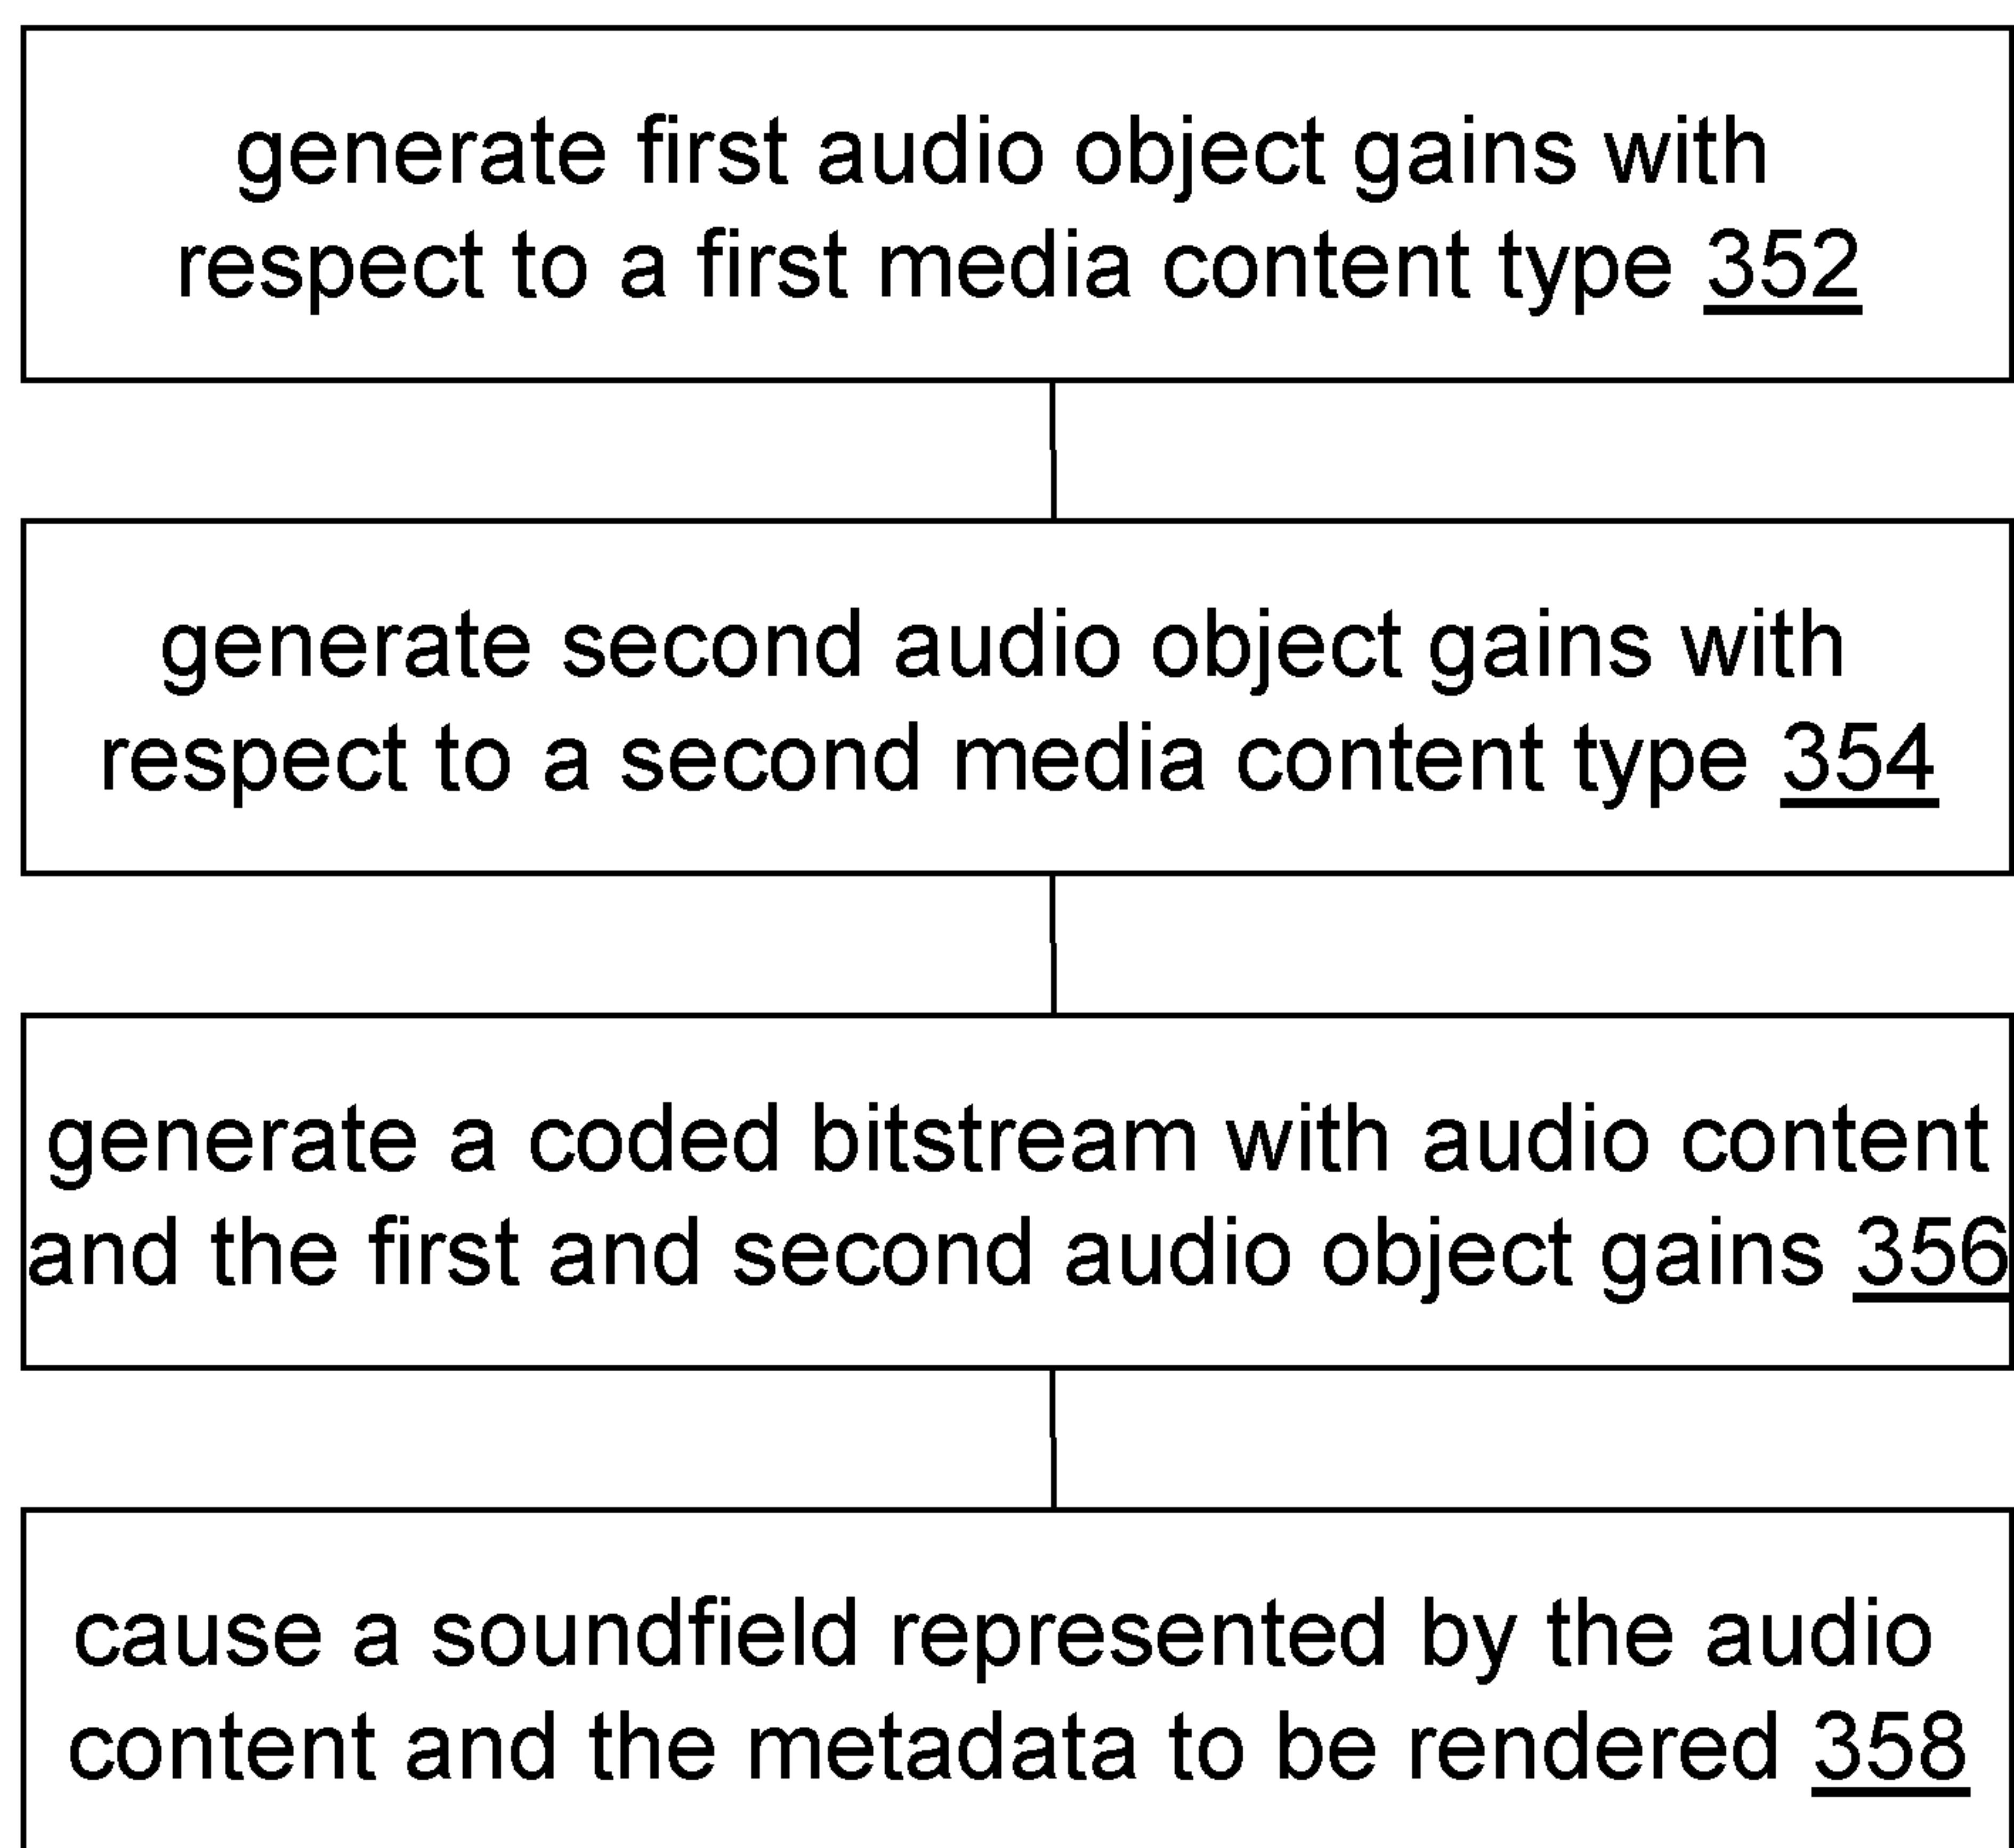 generate first audio object gains with
respect to a first media content type 352
generate second audio object gains with
respect to a second media content type 354
generate a coded bitstream with audio content
and the first and second audio object gains 356
cause a soundfield represented by the audio
content and the metadata to be rendered 358